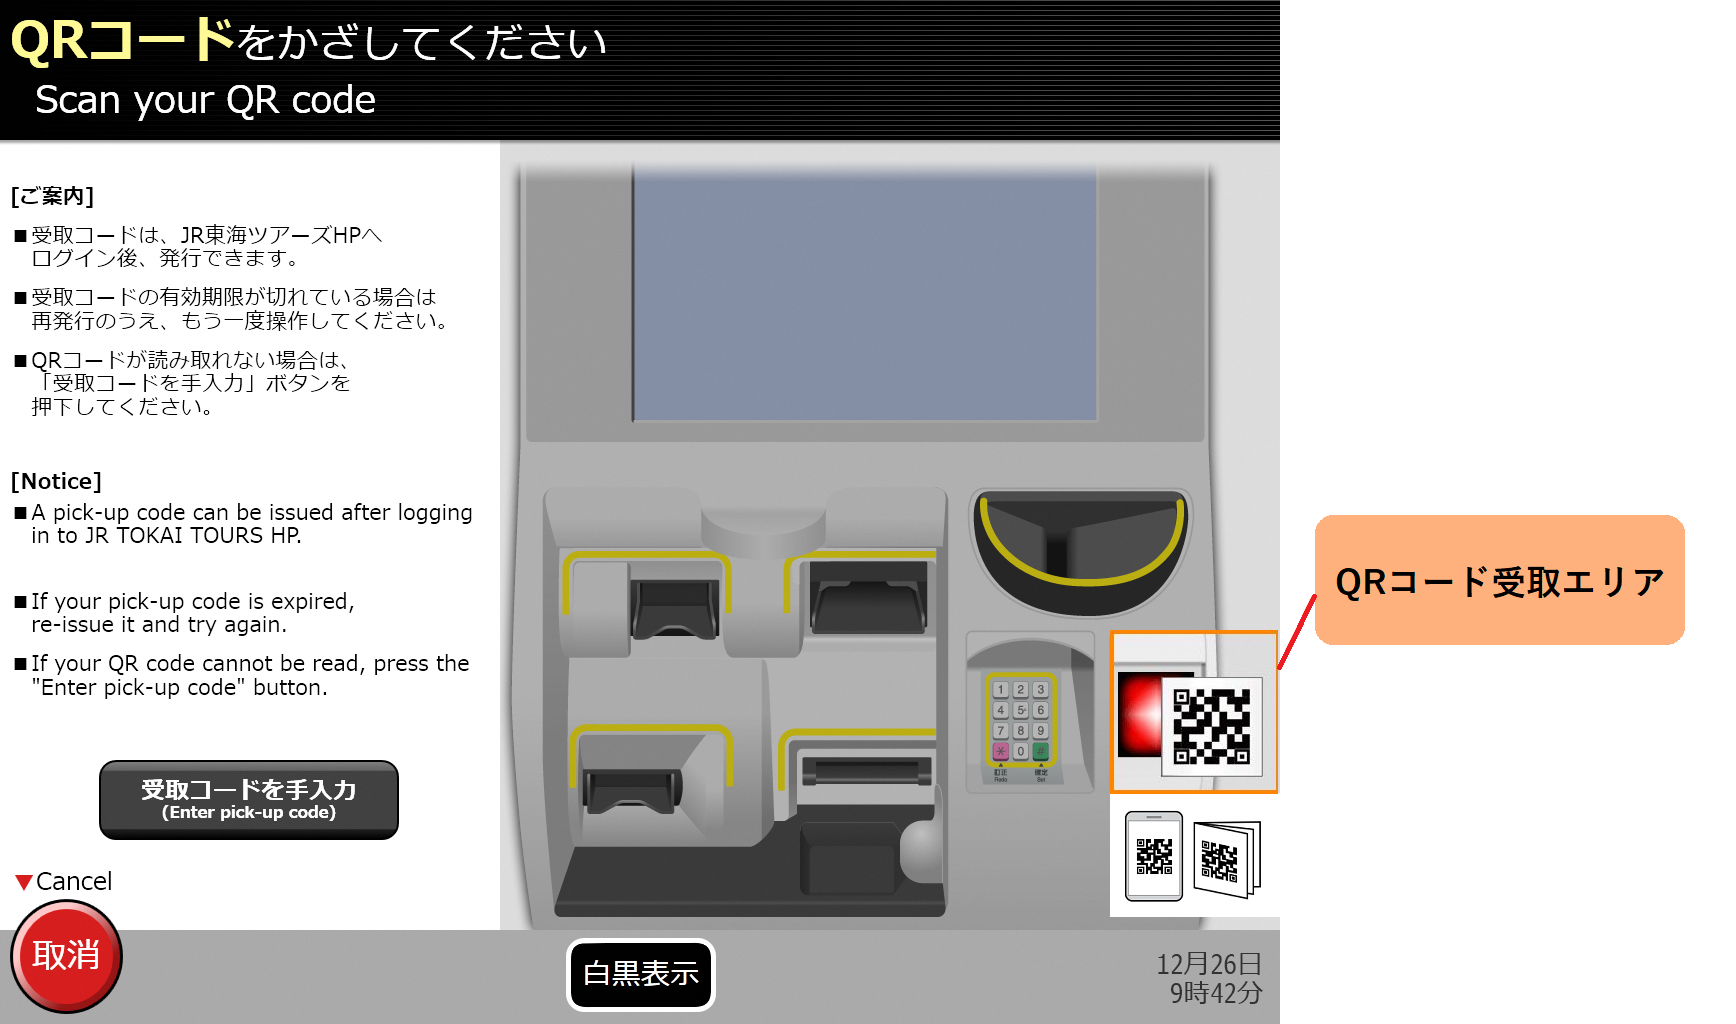 QRコードをかざしてください
Scan your QR code
[ご案内]
■受取コードは、JR東海ツアーズHPへ
ログイン後、発行できます。
■受取コードの有効期限が切れている場合は
再発行のうえ、もう一度操作してください。
■QRコードが読み取れない場合は、
「受取コードを手入力」ボタンを
押下してください。
[Notice]
■A pick-up code can be issued after logging
in to JR TOKAI TOURS HP.
■If your pick-up code is expired,
re-issue it and try again.
■If your QR code cannot be read, press the
"Enter pick-up code" button.
受取コードを手入力
(Enter pick-up code)
▼Cancel
取消
白黒表示
12月26日
9時42分
1 2 3
4 5 6
7 8 9
* 0 #
訂正 確定
Redo Set
QRコード受取エリア